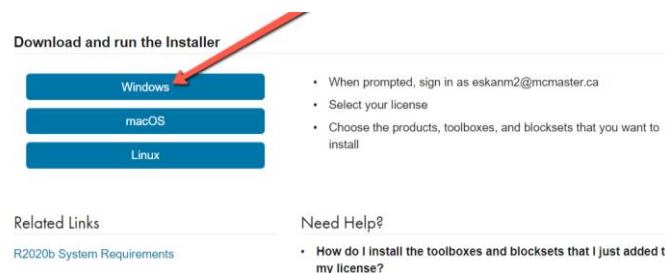 Download and run the Installer
Windows
macOS
Linux
• When prompted, sign in as eskanm2@mcmaster.ca
• Select your license
• Choose the products, toolboxes, and blocksets that you want to
install
Related Links
R2020b System Requirements
Need Help?
• How do I install the toolboxes and blocksets that I just added t
my license?